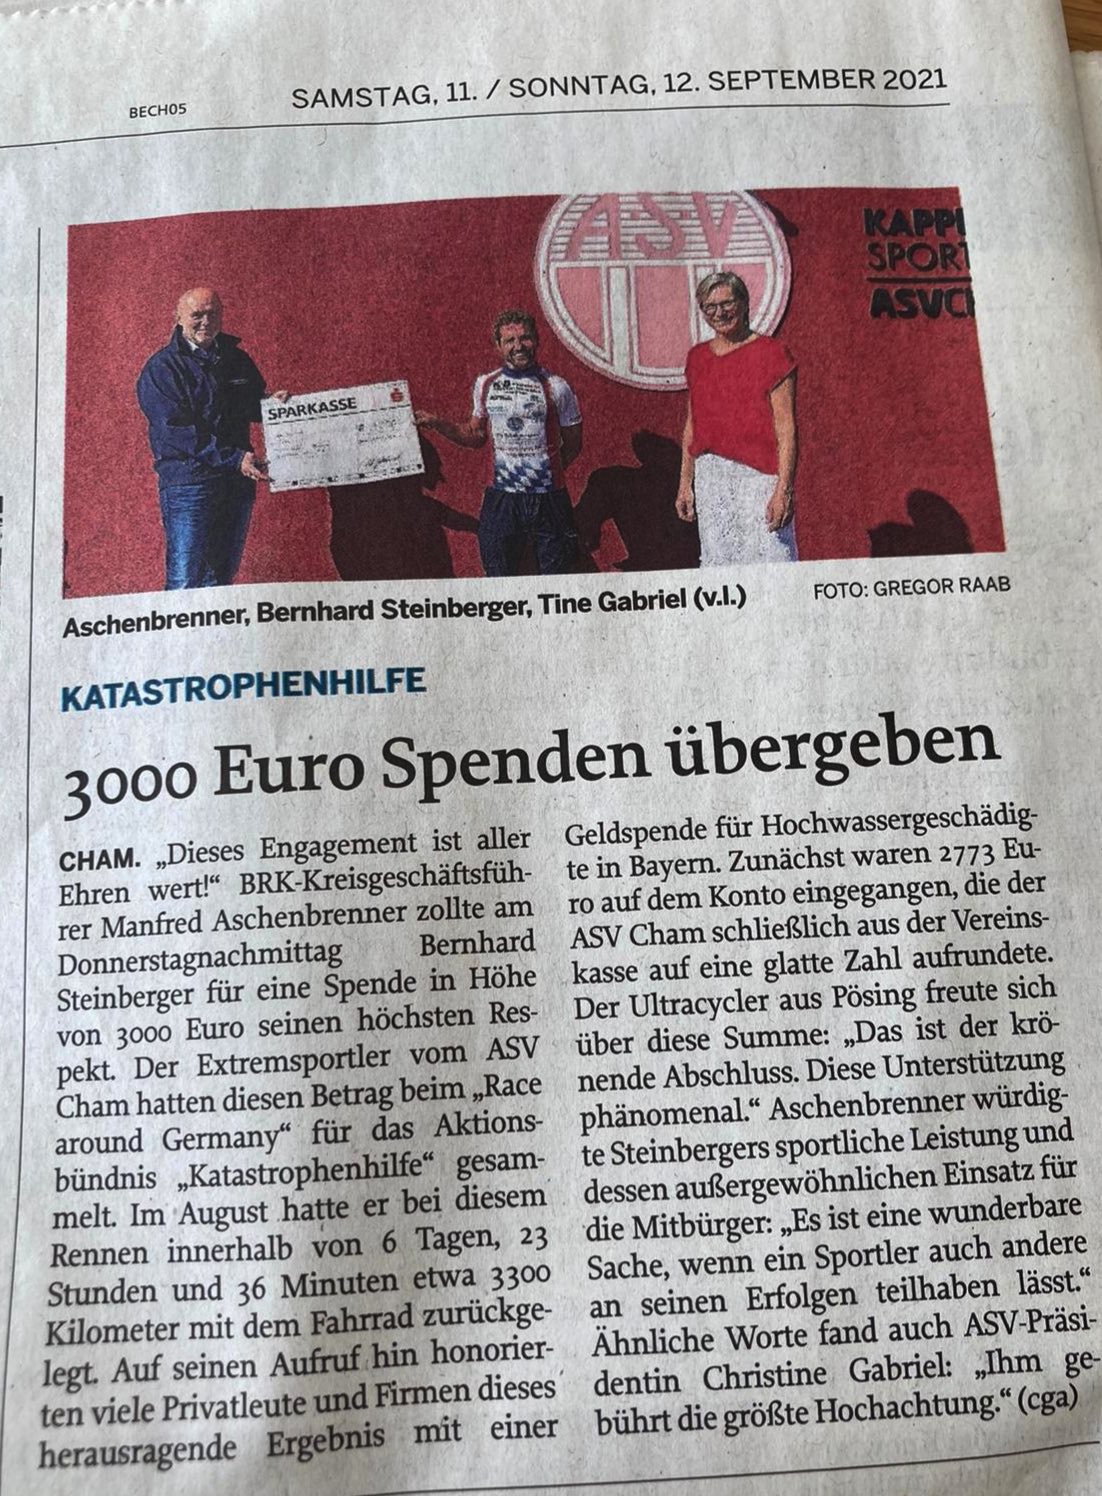 BECH05
SAMSTAG, 11. / SONNTAG, 12. SEPTEMBER 2021
ASV
KAPPL
SPORT
ASVCH
SPARKASSE
Aschenbrenner, Bernhard Steinberger, Tine Gabriel (v.l.)
FOTO: GREGOR RAAB
KATASTROPHENHILFE
3000 Euro Spenden übergeben
CHAM. „Dieses Engagement ist aller
Ehren wert!“ BRK-Kreisgeschäftsfüh-
rer Manfred Aschenbrenner zollte am
Donnerstagnachmittag Bernhard
Steinberger für eine Spende in Höhe
von 3000 Euro seinen höchsten Res-
pekt. Der Extremsportler vom ASV
Cham hatten diesen Betrag beim „Race
around Germany“ für das Aktions-
bündnis „Katastrophenhilfe“ gesam-
melt. Im August hatte er bei diesem
Rennen innerhalb von 6 Tagen, 23
Stunden und 36 Minuten etwa 3300
Kilometer mit dem Fahrrad zurückge-
legt. Auf seinen Aufruf hin honorier-
ten viele Privatleute und Firmen dieses
herausragende Ergebnis mit einer
Geldspende für Hochwassergeschädig-
te in Bayern. Zunächst waren 2773 Eu-
ro auf dem Konto eingegangen, die der
ASV Cham schließlich aus der Vereins-
kasse auf eine glatte Zahl aufrundete.
Der Ultracycler aus Pösing freute sich
über diese Summe: „Das ist der krö-
nende Abschluss. Diese Unterstützung
phänomenal.“ Aschenbrenner würdig-
te Steinbergers sportliche Leistung und
dessen außergewöhnlichen Einsatz für
die Mitbürger: „Es ist eine wunderbare
Sache, wenn ein Sportler auch andere
an seinen Erfolgen teilhaben lässt.“
Ähnliche Worte fand auch ASV-Präsi-
dentin Christine Gabriel: „Ihm ge-
bührt die größte Hochachtung.“ (cga)